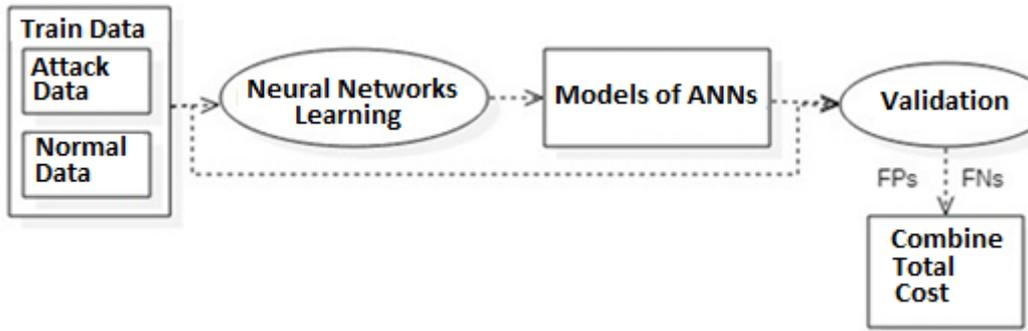 Train Data
Attack
Data
Normal
Data
Neural Networks
Learning
Models of ANNs
Validation
FPs
FNs
Combine
Total
Cost